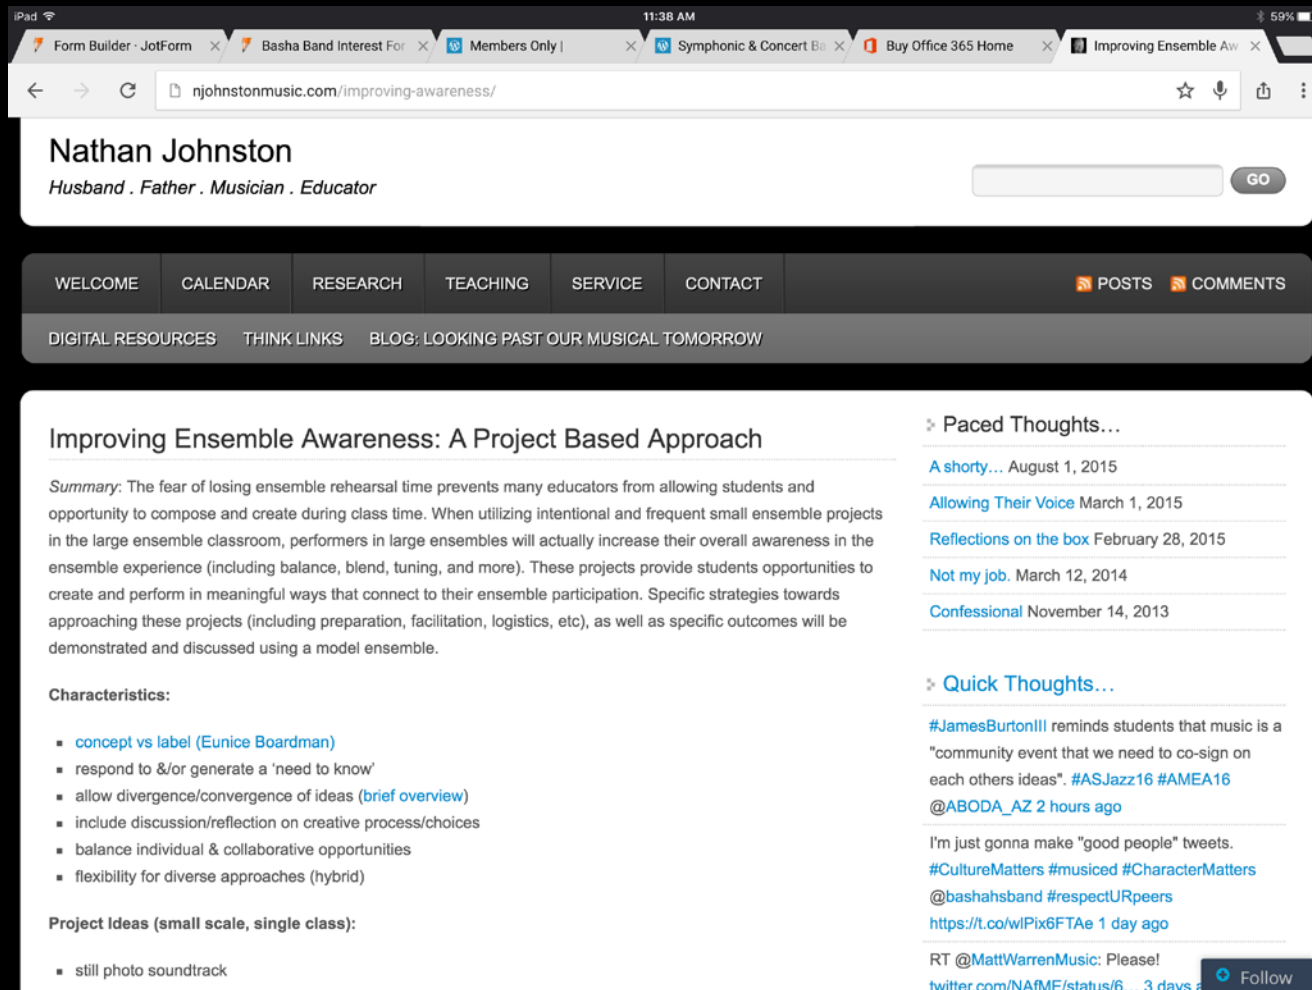 iPad
11:38 AM
59%
Form Builder · JotForm
Basha Band Interest For
Members Only |
Symphonic & Concert Ba
Buy Office 365 Home
Improving Ensemble Aw
njohnstonmusic.com/improving-awareness/
Nathan Johnston
Husband . Father . Musician . Educator
GO
WELCOME CALENDAR RESEARCH TEACHING SERVICE CONTACT POSTS COMMENTS
DIGITAL RESOURCES THINK LINKS BLOG: LOOKING PAST OUR MUSICAL TOMORROW
Improving Ensemble Awareness: A Project Based Approach
Summary: The fear of losing ensemble rehearsal time prevents many educators from allowing students and
opportunity to compose and create during class time. When utilizing intentional and frequent small ensemble projects
in the large ensemble classroom, performers in large ensembles will actually increase their overall awareness in the
ensemble experience (including balance, blend, tuning, and more). These projects provide students opportunities to
create and perform in meaningful ways that connect to their ensemble participation. Specific strategies towards
approaching these projects (including preparation, facilitation, logistics, etc), as well as specific outcomes will be
demonstrated and discussed using a model ensemble.
Characteristics:
concept vs label (Eunice Boardman)
respond to &/or generate a ‘need to know’
allow divergence/convergence of ideas (brief overview)
include discussion/reflection on creative process/choices
balance individual & collaborative opportunities
flexibility for diverse approaches (hybrid)
Project Ideas (small scale, single class):
still photo soundtrack
Paced Thoughts…
A shorty… August 1, 2015
Allowing Their Voice March 1, 2015
Reflections on the box February 28, 2015
Not my job. March 12, 2014
Confessional November 14, 2013
Quick Thoughts…
#JamesBurtonIII reminds students that music is a
"community event that we need to co-sign on
each others ideas". #ASJazz16 #AMEA16
@ABODA_AZ 2 hours ago
I'm just gonna make "good people" tweets.
#CultureMatters #musiced #CharacterMatters
@bashahsband #respectURpeers
https://t.co/wlPix6FTAe 1 day ago
RT @MattWarrenMusic: Please!
twitter.com/NAfME/status/6… 3 days
Follow